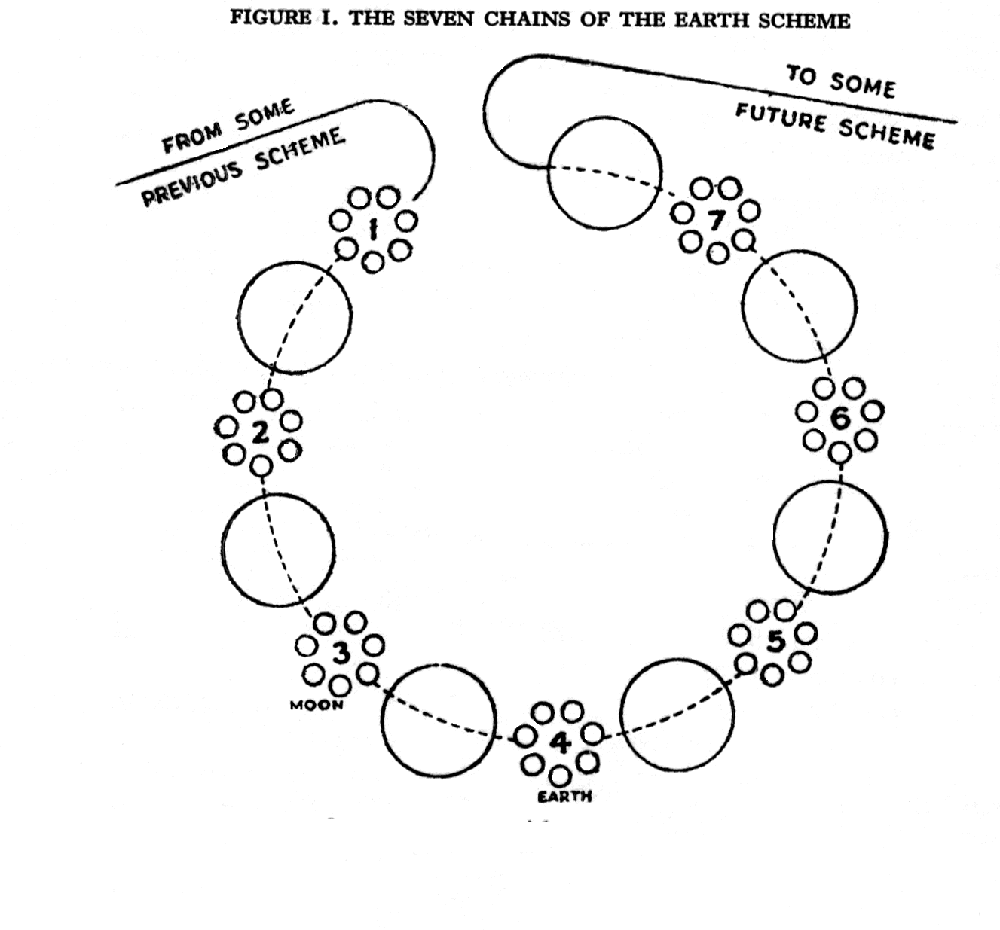 FIGURE I. THE SEVEN CHAINS OF THE EARTH SCHEME
FROM SOME
PREVIOUS SCHEME
TO SOME
FUTURE SCHEME
1
7
2
6
3
MOON
5
4
EARTH